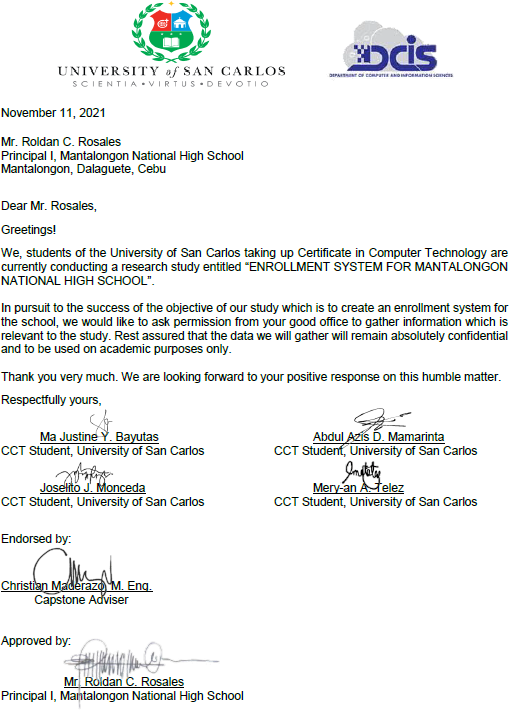 UNIVERSITY of SAN CARLOS
SCIENTIA • VIRTUS • DEVOTIO
DCIS
DEPARTMENT OF COMPUTER AND INFORMATION SCIENCES
November 11, 2021
Mr. Roldan C. Rosales
Principal I, Mantalongon National High School
Mantalongon, Dalaguete, Cebu
Dear Mr. Rosales,
Greetings!
We, students of the University of San Carlos taking up Certificate in Computer Technology are
currently conducting a research study entitled “ENROLLMENT SYSTEM FOR MANTALONGON
NATIONAL HIGH SCHOOL”.
In pursuit to the success of the objective of our study which is to create an enrollment system for
the school, we would like to ask permission from your good office to gather information which is
relevant to the study. Rest assured that the data we will gather will remain absolutely confidential
and to be used on academic purposes only.
Thank you very much. We are looking forward to your positive response on this humble matter.
Respectfully yours,
Ma Justine Y. Bayutas
CCT Student, University of San Carlos
Abdul Azis D. Mamarinta
CCT Student, University of San Carlos
Joselito J. Monceda
CCT Student, University of San Carlos
Mery-an A. Telez
CCT Student, University of San Carlos
Endorsed by:
Christian Maderazo, M. Eng.
Capstone Adviser
Approved by:
Mr. Roldan C. Rosales
Principal I, Mantalongon National High School